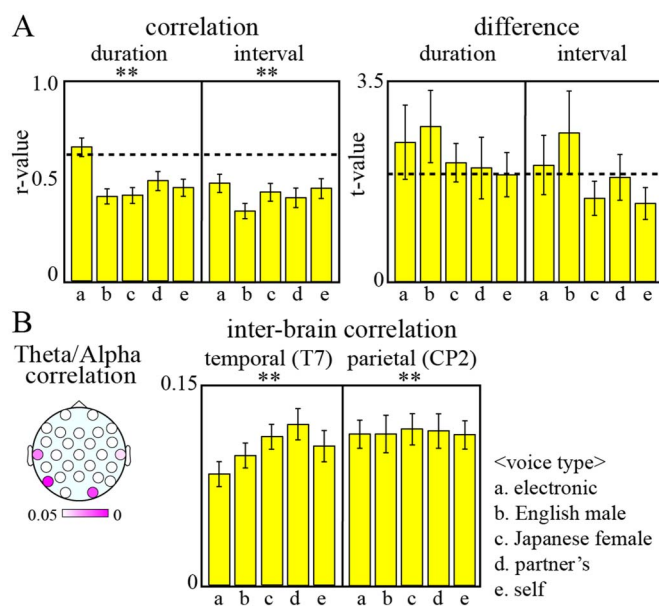 A
correlation
difference
duration
**
interval
**
duration
interval
1.0
0.5
0
r-value
3.5
0
t-value
a b c d e a b c d e
a b c d e a b c d e
B
inter-brain correlation
Theta/Alpha
correlation
temporal (T7)
**
parietal (CP2)
**
0.15
0
0.05 0
a b c d e a b c d e
<voice type>
a. electronic
b. English male
c. Japanese female
d. partner's
e. self